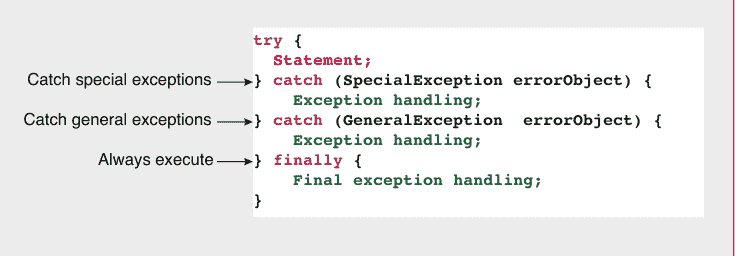 try {
Statement;
Catch special exceptions } catch (SpecialException errorObject) {
Exception handling;
Catch general exceptions } catch (GeneralException errorObject) {
Exception handling;
Always execute } finally {
Final exception handling;
}